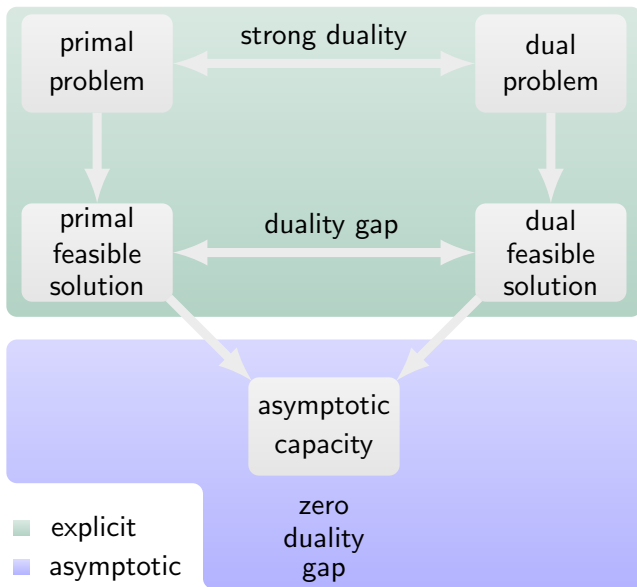 primal
problem
strong duality
dual
problem
primal
feasible
solution
duality gap
dual
feasible
solution
asymptotic
capacity
zero
duality
gap
explicit
asymptotic